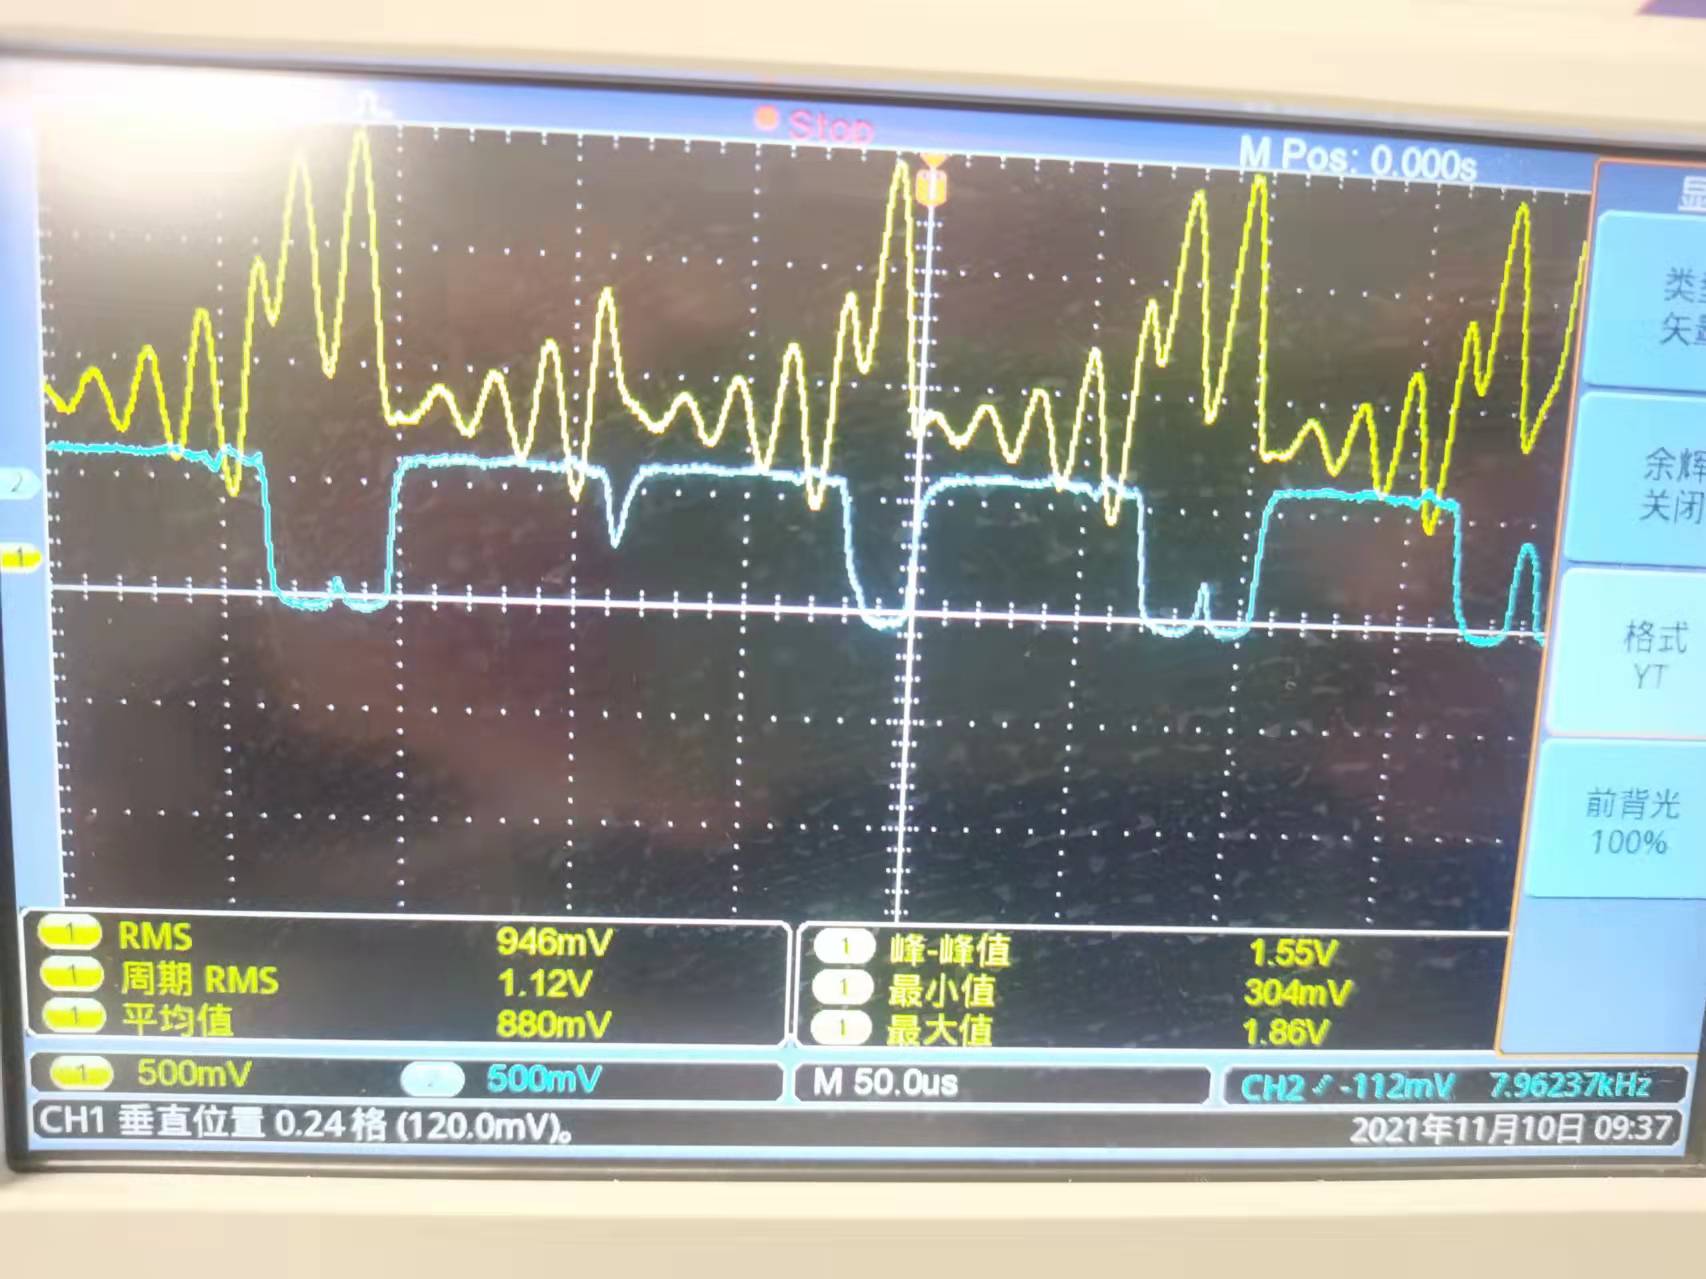 Stop
M Pos: 0.000s
2
1
格式
YT
余辉
关闭
前背光
100%
1 RMS 946mV
1 周期 RMS 1.12V
1 平均值 880mV
1 峰-峰值 1.55V
1 最小值 304mV
1 最大值 1.86V
1 500mV 2 500mV M 50.0us CH2 -112mV 7.96237kHz
CH1 垂直位置 0.24格 (120.0mV)。 2021年11月10日 09:37